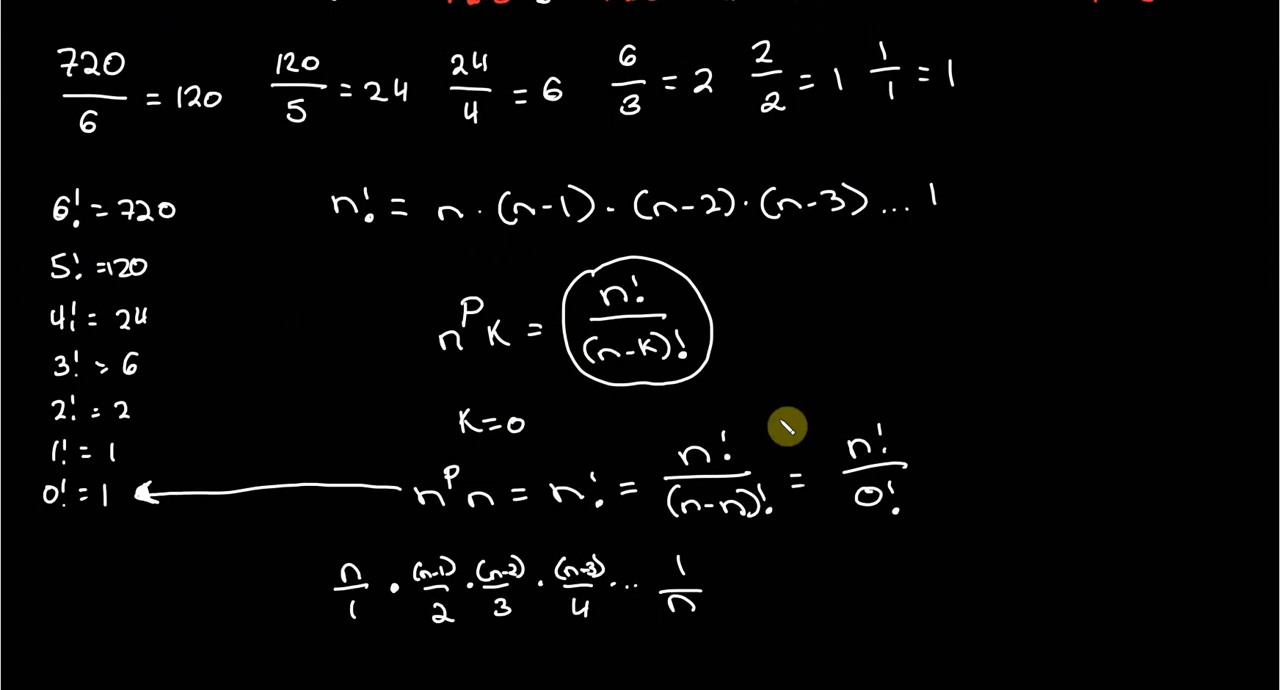 720/6 = 120 120/5 = 24 24/4 = 6 6/3 = 2 2/2 = 1 1/1 = 1
6! = 720 n! = n · (n-1) · (n-2) · (n-3) ... 1
5! = 120
4! = 24 nPk = n!/(n-k)!
3! > 6
2! = 2 k=0
1! = 1
0! = 1 nPn = n! = n!/(n-n)! = n!/0!
n/1 · (n-1)/2 · (n-2)/3 · (n-3)/4 · ... 1/n